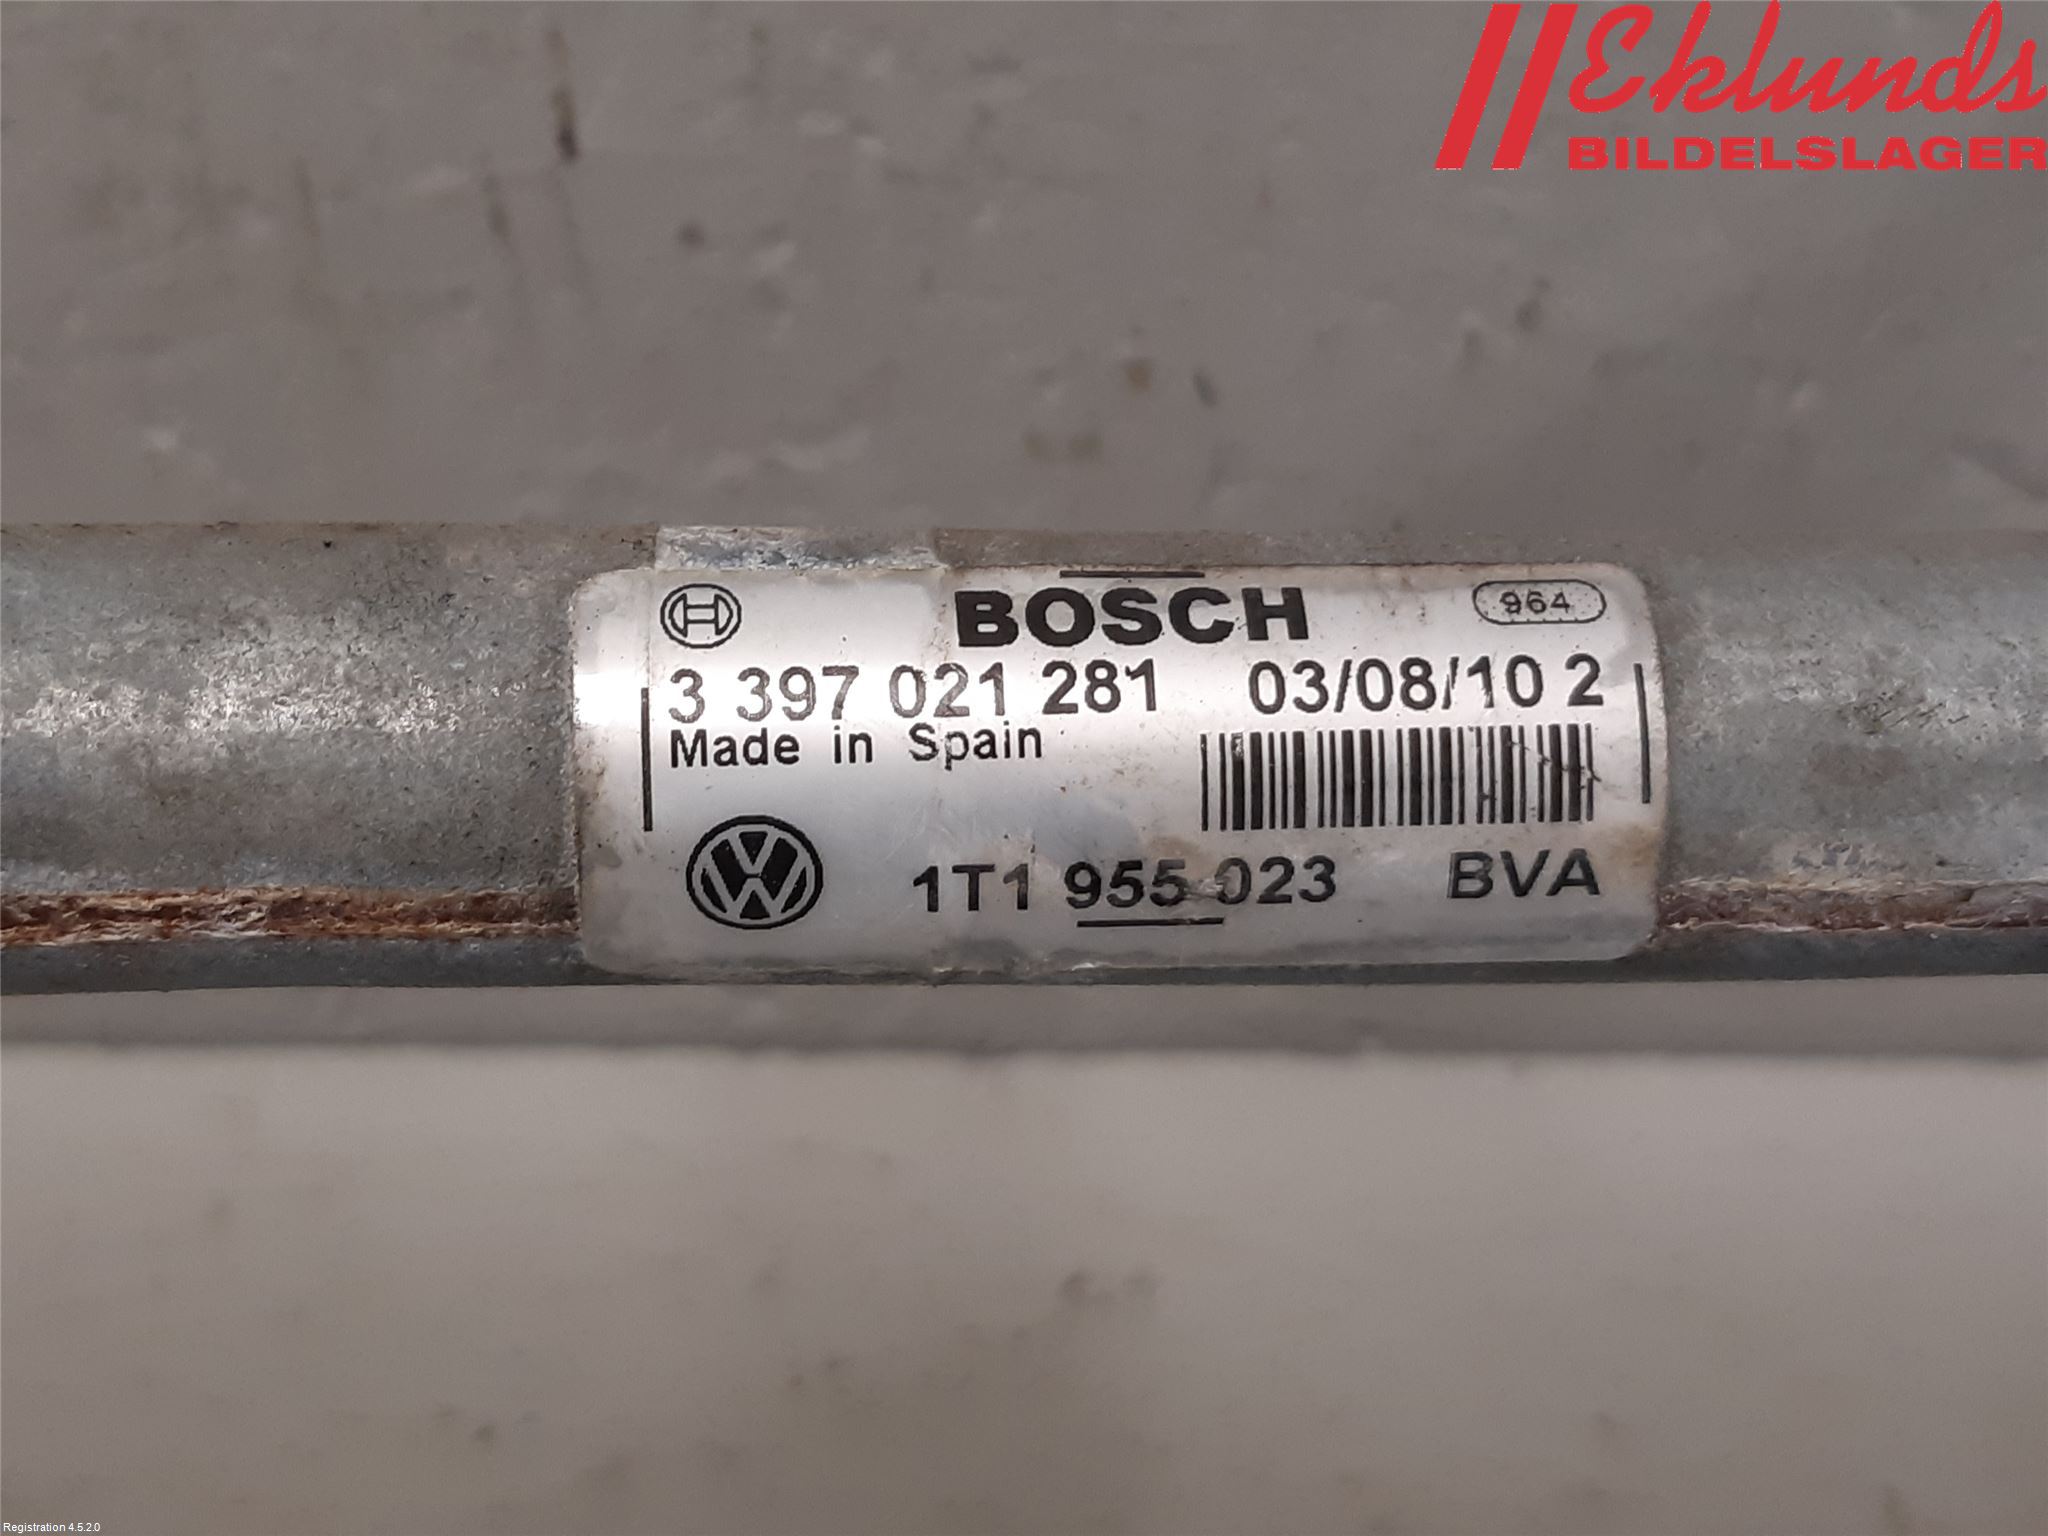 Eklunds
BILDELSLAGER
BOSCH 964
3 397 021 281 03/08/10 2
Made in Spain
1T1 955 023 BVA
Registration 4.5.2.0